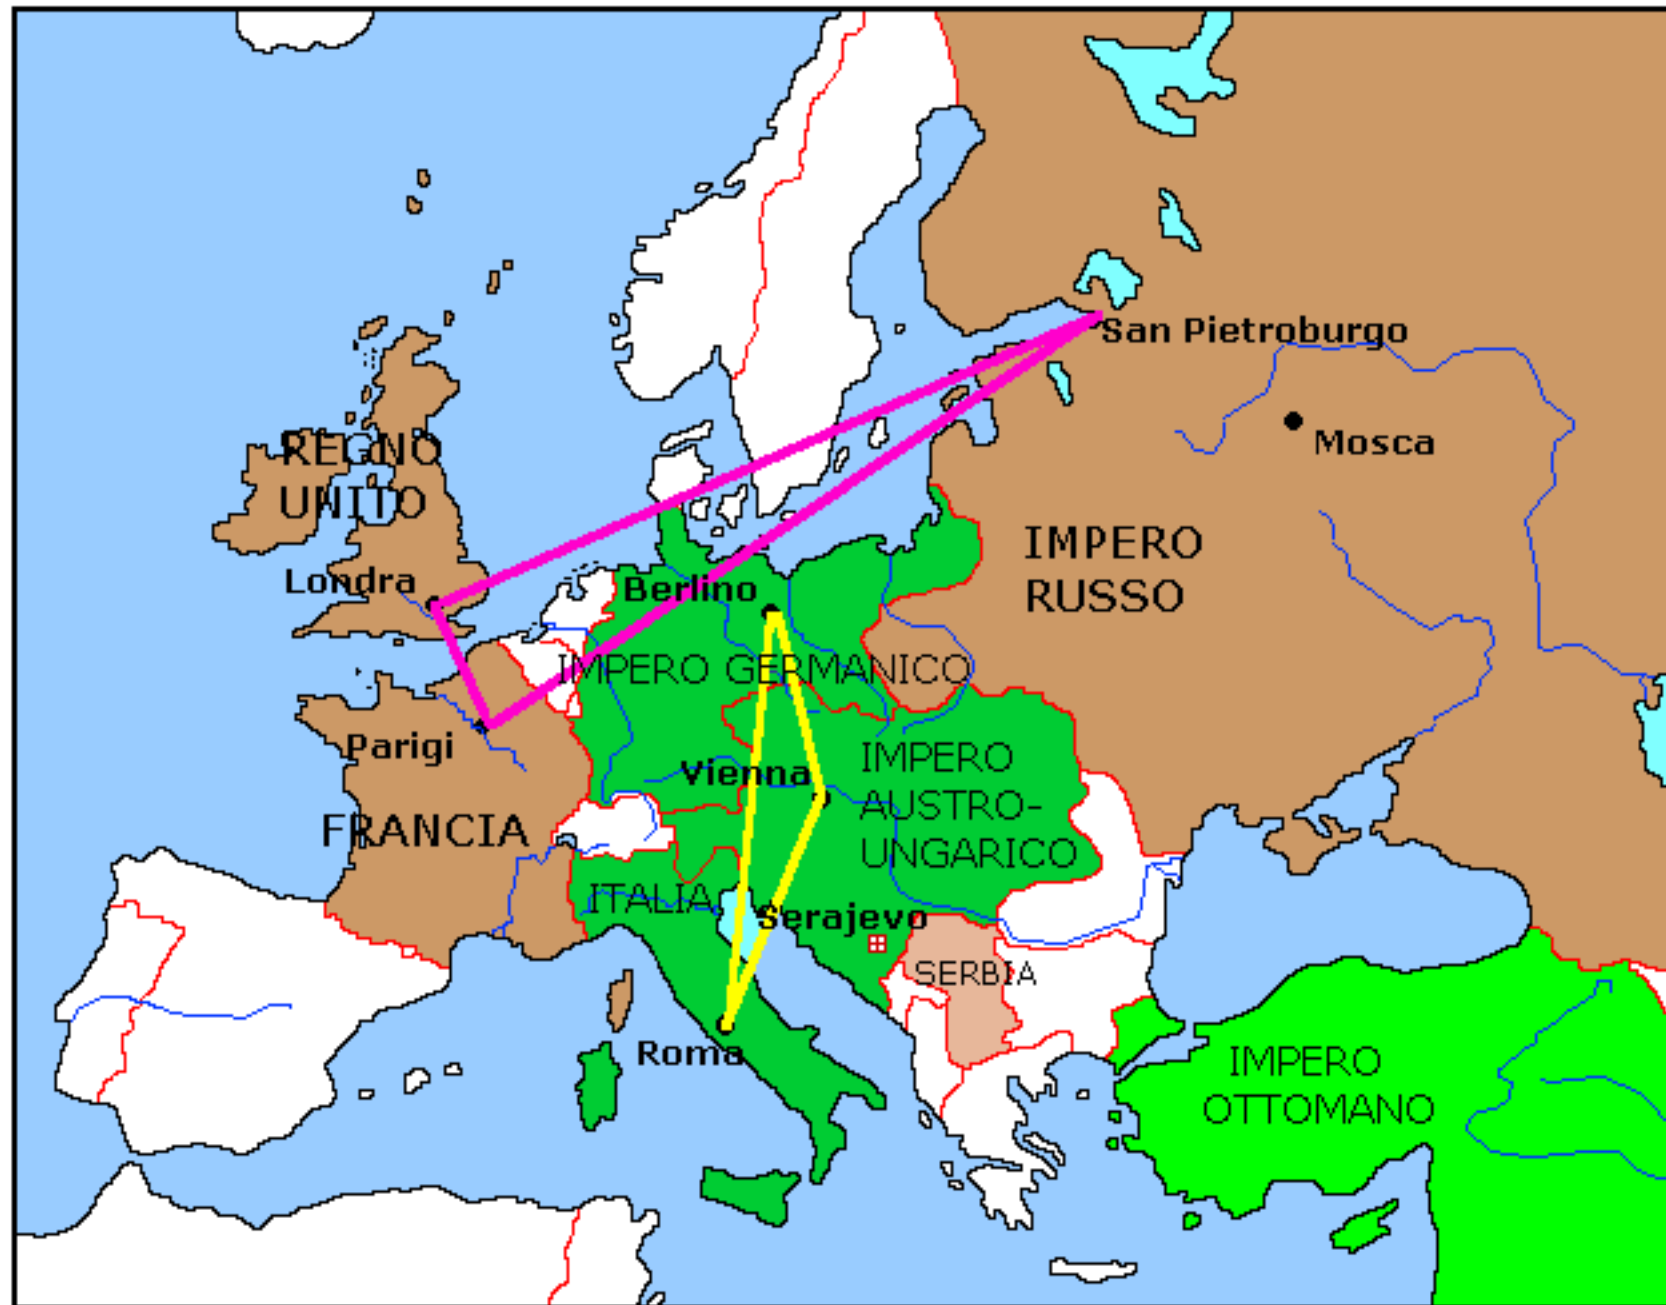 San Pietroburgo
Mosca
REGNO
UNITO
IMPERO
RUSSO
Londra
Berlino
IMPERO GERMANICO
Parigi
Vienna
IMPERO
AUSTRO-
UNGARICO
FRANCIA
ITALIA
Serajevo
SERBIA
Roma
IMPERO
OTTOMANO